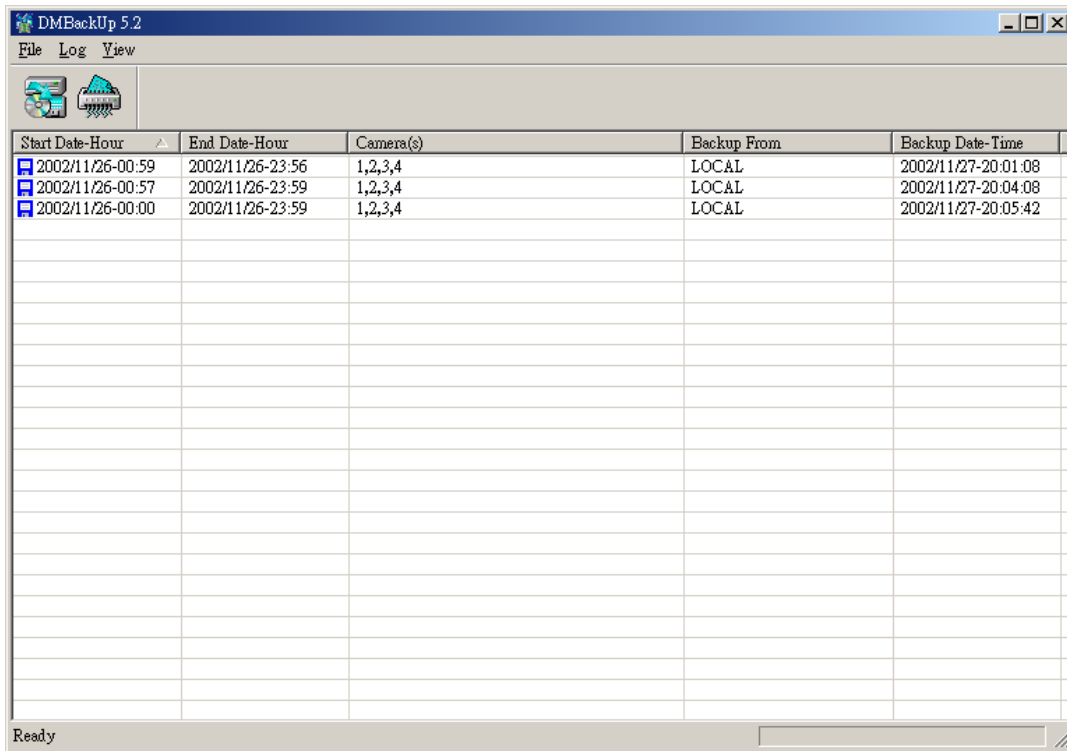 DMBackUp 5.2
File Log View
Start Date-Hour End Date-Hour Camera(s) Backup From Backup Date-Time
2002/11/26-00:59 2002/11/26-23:56 1,2,3,4 LOCAL 2002/11/27-20:01:08
2002/11/26-00:57 2002/11/26-23:59 1,2,3,4 LOCAL 2002/11/27-20:04:08
2002/11/26-00:00 2002/11/26-23:59 1,2,3,4 LOCAL 2002/11/27-20:05:42
Ready